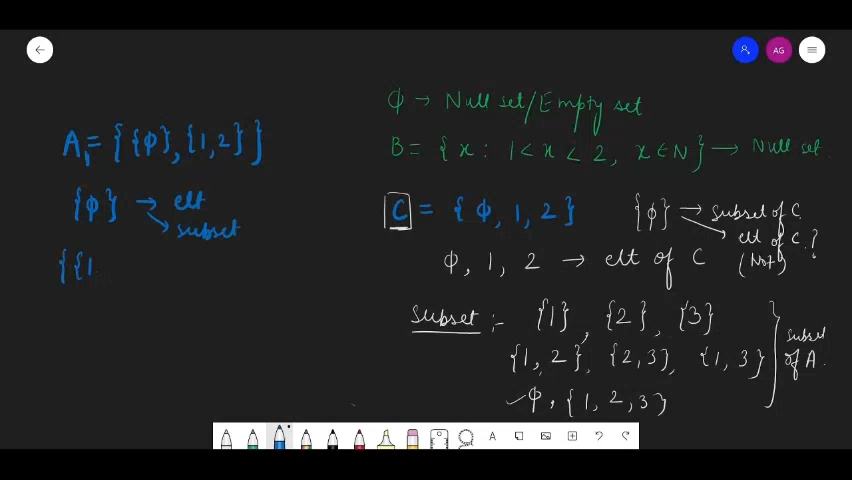 AG
A₁ = { {ϕ}, {1,2} }
{ϕ} → elt
↘ subset
{ {1
ϕ → Null set/Empty set
B = { x : 1 < x < 2, x ∈ N } → Null set.
C = { ϕ, 1, 2 }
{ϕ} → subset of C.
↘ elt of C ?
(Not)
ϕ, 1, 2 → elt of C
subset :- {1}, {2}, {3}
{1, 2}, {2, 3}, {1, 3}
ϕ, {1, 2, 3}
subset
of A.
A